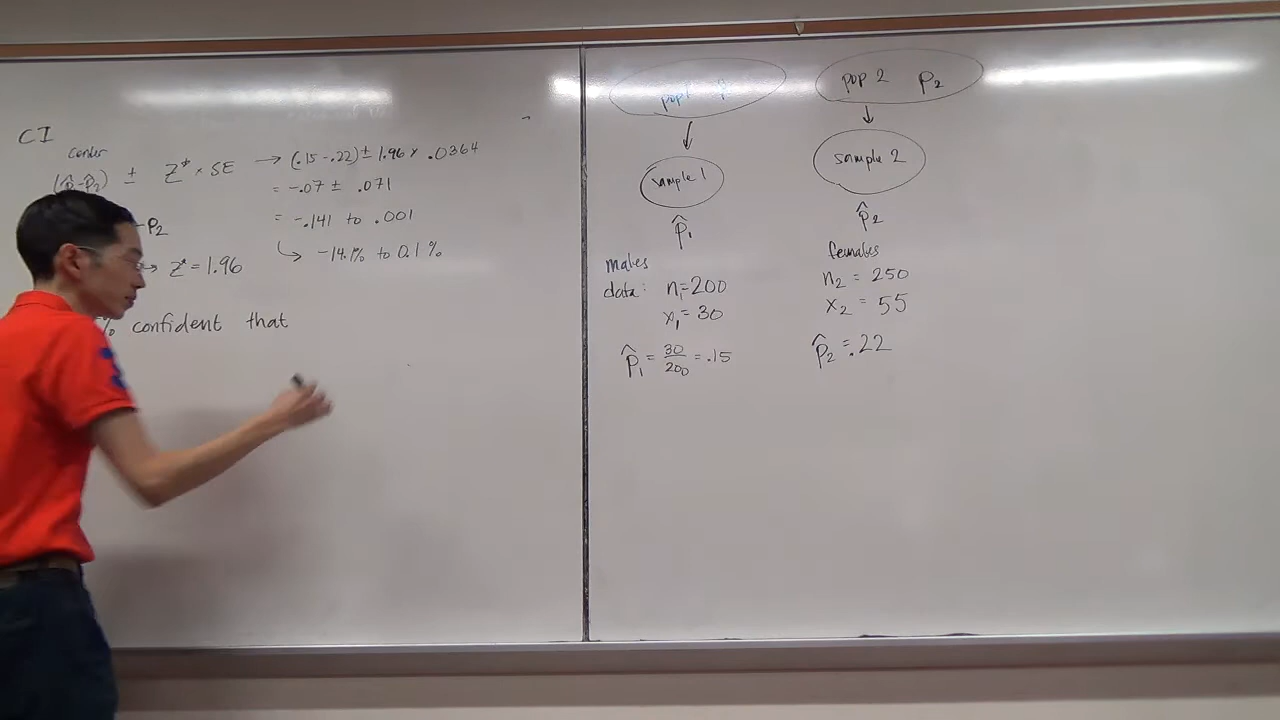 CI
Center
(p̂₁-p̂₂) ± Z* × SE → (.15-.22) ± 1.96 × .0364
= -.07 ± .071
-P₂
= -.141 to .001
→ Z* = 1.96
↳ -14.1% to 0.1%
% confident that
pop1
↓
sample 1
p̂₁
males
data: n₁=200
x₁=30
p̂₁ = 30/200 = .15
pop 2 P₂
↓
sample 2
p̂₂
females
n₂ = 250
x₂ = 55
p̂₂ = .22